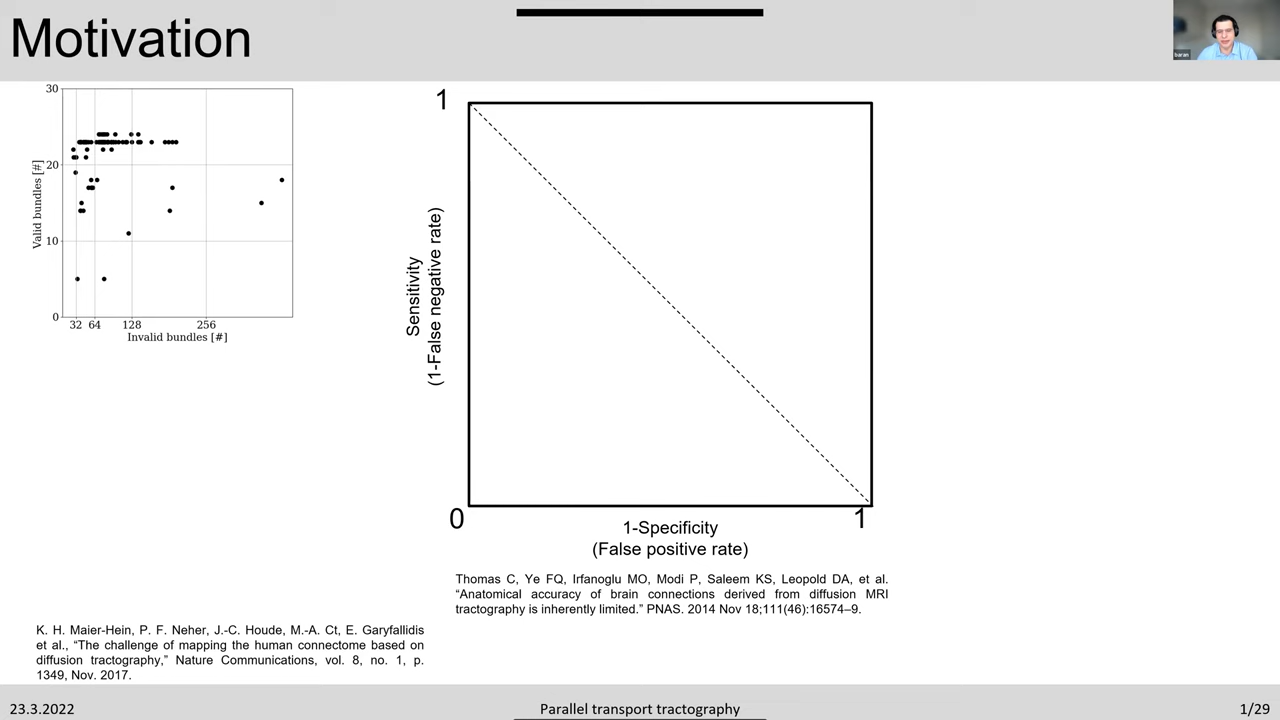 Motivation
baran
30
20
10
0
Valid bundles [#]
32 64 128 256
Invalid bundles [#]
1
Sensitivity
(1-False negative rate)
0
1
1-Specificity
(False positive rate)
Thomas C, Ye FQ, Irfanoglu MO, Modi P, Saleem KS, Leopold DA, et al.
“Anatomical accuracy of brain connections derived from diffusion MRI
tractography is inherently limited.” PNAS. 2014 Nov 18;111(46):16574–9.
K. H. Maier-Hein, P. F. Neher, J.-C. Houde, M.-A. Ct, E. Garyfallidis
et al., “The challenge of mapping the human connectome based on
diffusion tractography,” Nature Communications, vol. 8, no. 1, p.
1349, Nov. 2017.
23.3.2022
Parallel transport tractography
1/29